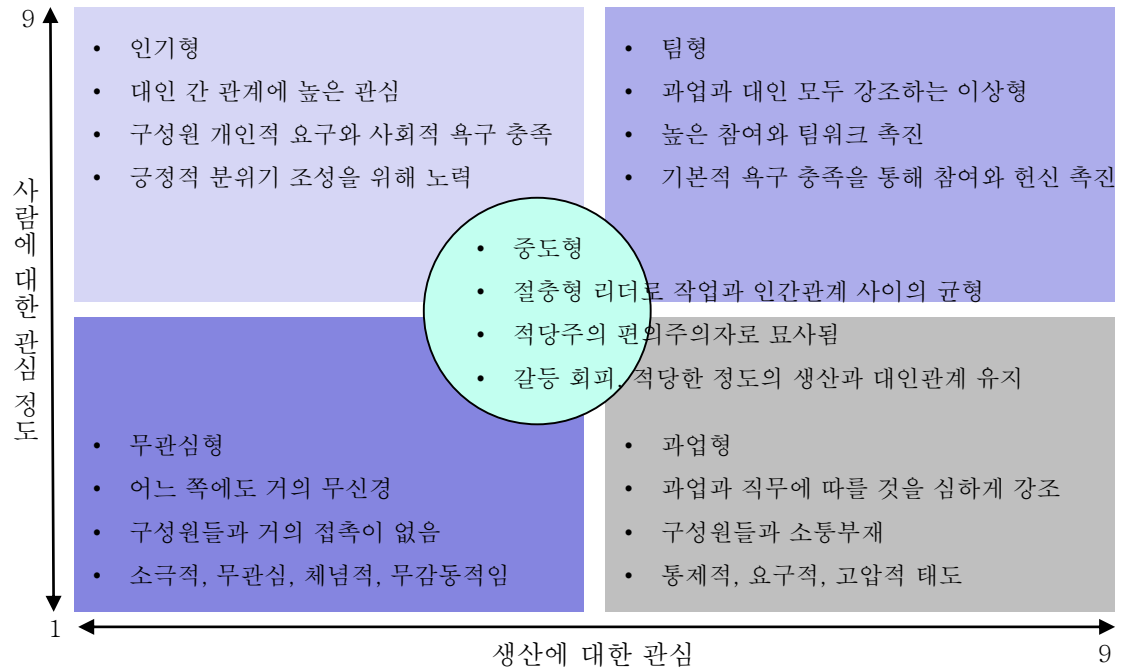 9
• 인기형
• 대인 간 관계에 높은 관심
• 구성원 개인적 요구와 사회적 욕구 충족
• 긍정적 분위기 조성을 위해 노력
• 팀형
• 과업과 대인 모두 강조하는 이상형
• 높은 참여와 팀워크 촉진
• 기본적 욕구 충족을 통해 참여와 헌신 촉진
사람에 대한 관심 정도
• 중도형
• 절충형 리더로 작업과 인간관계 사이의 균형
• 적당주의 편의주의자로 묘사됨
• 갈등 회피, 적당한 정도의 생산과 대인관계 유지
• 무관심형
• 어느 쪽에도 거의 무신경
• 구성원들과 거의 접촉이 없음
• 소극적, 무관심, 체념적, 무감동적임
• 과업형
• 과업과 직무에 따를 것을 심하게 강조
• 구성원들과 소통부재
• 통제적, 요구적, 고압적 태도
1
생산에 대한 관심
9